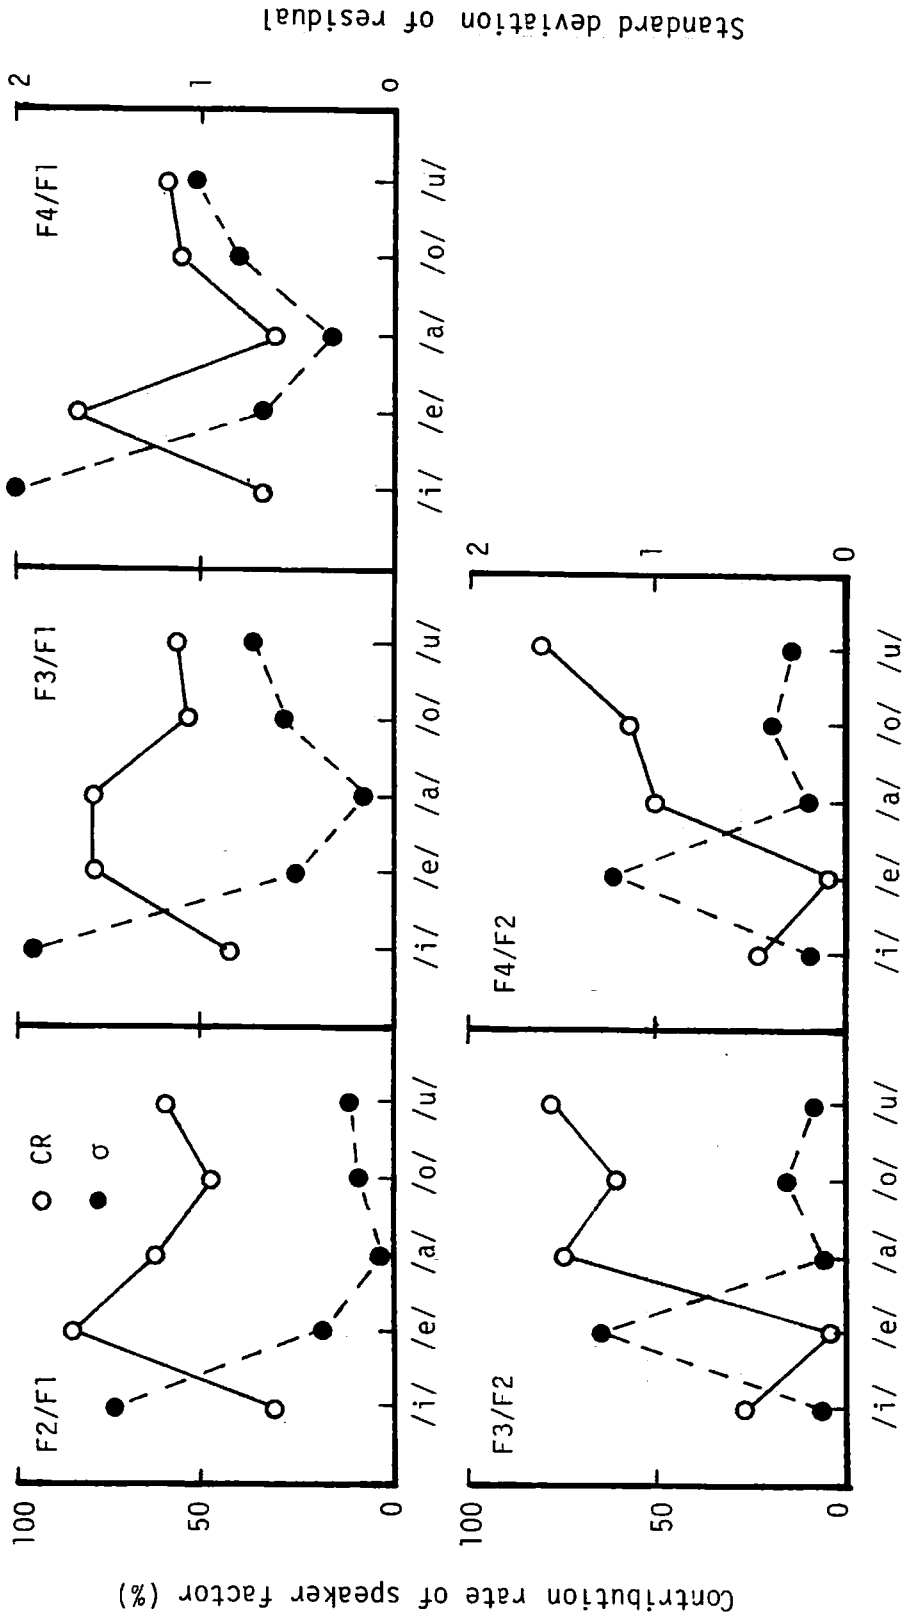 Contribution rate of speaker factor (%)
100
50
0
F2/F1
CR
σ
/i/ /e/ /a/ /o/ /u/
F3/F1
/i/ /e/ /a/ /o/ /u/
F4/F1
/i/ /e/ /a/ /o/ /u/
2
1
0
100
50
0
F3/F2
/i/ /e/ /a/ /o/ /u/
F4/F2
/i/ /e/ /a/ /o/ /u/
2
1
0
Standard deviation of residual